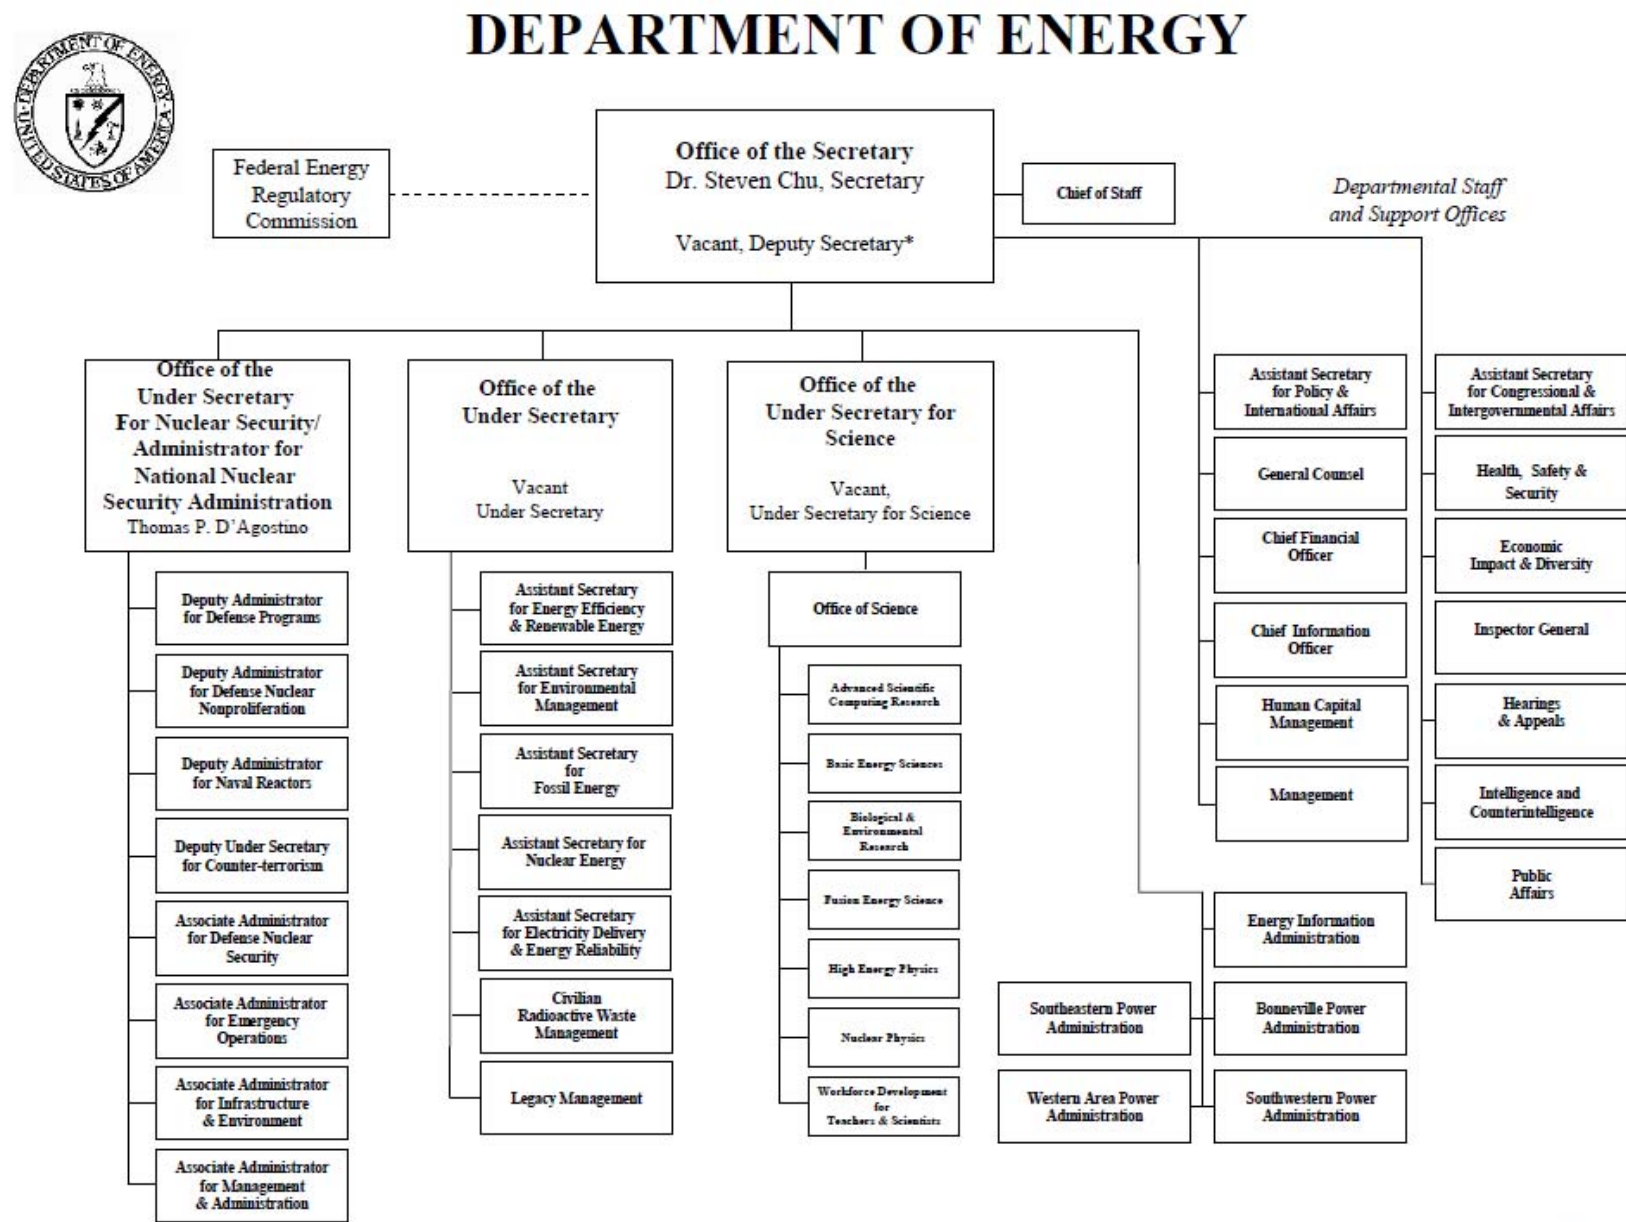 DEPARTMENT OF ENERGY
DEPARTMENT OF ENERGY
UNITED STATES OF AMERICA
Federal Energy
Regulatory
Commission
Office of the Secretary
Dr. Steven Chu, Secretary
Vacant, Deputy Secretary*
Chief of Staff
Departmental Staff
and Support Offices
Office of the
Under Secretary
For Nuclear Security/
Administrator for
National Nuclear
Security Administration
Thomas P. D’Agostino
Deputy Administrator
for Defense Programs
Deputy Administrator
for Defense Nuclear
Nonproliferation
Deputy Administrator
for Naval Reactors
Deputy Under Secretary
for Counter-terrorism
Associate Administrator
for Defense Nuclear
Security
Associate Administrator
for Emergency
Operations
Associate Administrator
for Infrastructure
& Environment
Associate Administrator
for Management
& Administration
Office of the
Under Secretary
Vacant
Under Secretary
Assistant Secretary
for Energy Efficiency
& Renewable Energy
Assistant Secretary
for Environmental
Management
Assistant Secretary
for
Fossil Energy
Assistant Secretary for
Nuclear Energy
Assistant Secretary
for Electricity Delivery
& Energy Reliability
Civilian
Radioactive Waste
Management
Legacy Management
Office of the
Under Secretary for
Science
Vacant,
Under Secretary for Science
Office of Science
Advanced Scientific
Computing Research
Basic Energy Sciences
Biological &
Environmental
Research
Fusion Energy Science
High Energy Physics
Nuclear Physics
Workforce Development
for
Teachers & Scientists
Assistant Secretary
for Policy &
International Affairs
General Counsel
Chief Financial
Officer
Chief Information
Officer
Human Capital
Management
Management
Assistant Secretary
for Congressional &
Intergovernmental Affairs
Health, Safety &
Security
Economic
Impact & Diversity
Inspector General
Hearings
& Appeals
Intelligence and
Counterintelligence
Public
Affairs
Energy Information
Administration
Southeastern Power
Administration
Bonneville Power
Administration
Western Area Power
Administration
Southwestern Power
Administration